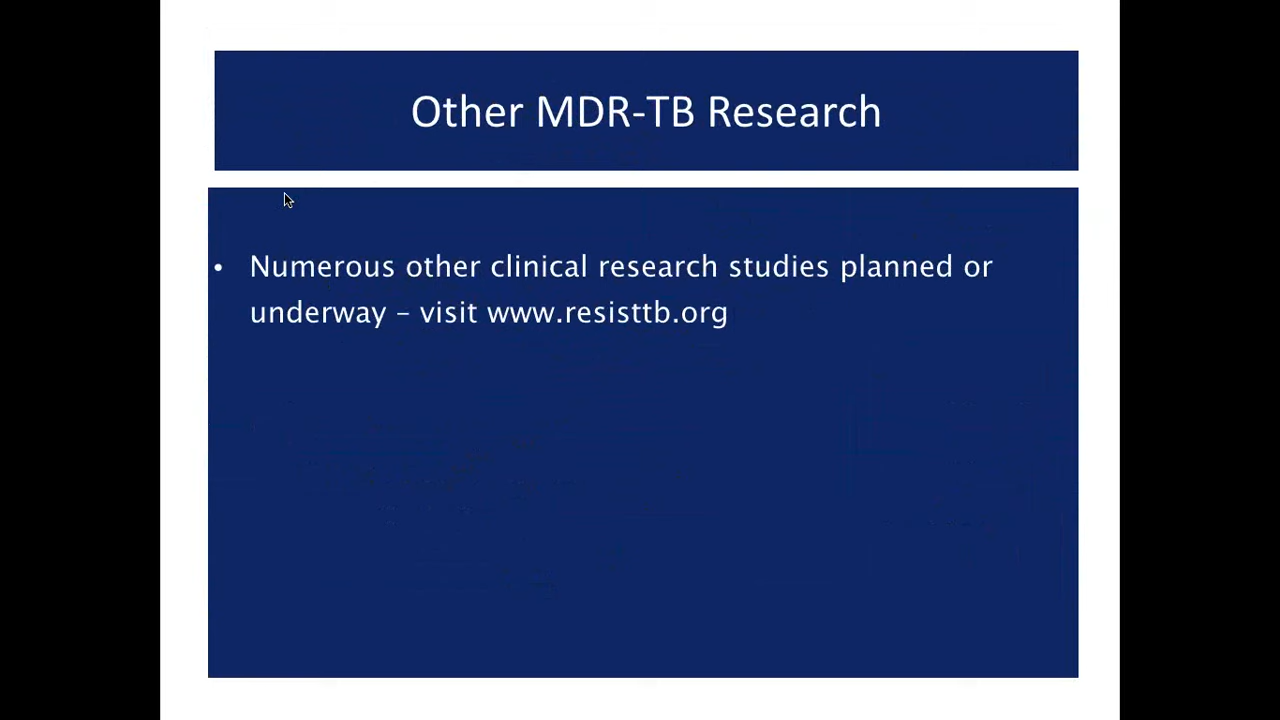 Other MDR-TB Research
• Numerous other clinical research studies planned or
underway – visit www.resisttb.org